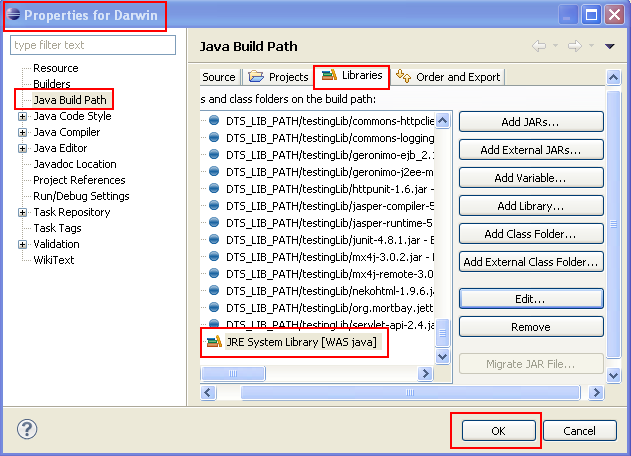 Properties for Darwin
type filter text
Resource
Builders
Java Build Path
Java Code Style
Java Compiler
Java Editor
Javadoc Location
Project References
Run/Debug Settings
Task Repository
Task Tags
Validation
WikiText
Java Build Path
Source
Projects
Libraries
Order and Export
s and class folders on the build path:
DTS_LIB_PATH/testingLib/commons-httpclie
DTS_LIB_PATH/testingLib/commons-logging
DTS_LIB_PATH/testingLib/geronimo-ejb_2.1
DTS_LIB_PATH/testingLib/geronimo-j2ee-m
DTS_LIB_PATH/testingLib/httpunit-1.6.jar -
DTS_LIB_PATH/testingLib/jasper-compiler-5
DTS_LIB_PATH/testingLib/jasper-runtime-5
DTS_LIB_PATH/testingLib/junit-4.8.1.jar - E
DTS_LIB_PATH/testingLib/mx4j-3.0.2.jar -
DTS_LIB_PATH/testingLib/mx4j-remote-3.0
DTS_LIB_PATH/testingLib/nekohtml-1.9.6.j
DTS_LIB_PATH/testingLib/org.mortbay.jett
DTS_LIB_PATH/testingLib/servlet-api-2.4.ja
JRE System Library [WAS java]
Add JARs...
Add External JARs...
Add Variable...
Add Library...
Add Class Folder...
Add External Class Folder...
Edit...
Remove
Migrate JAR File...
OK
Cancel